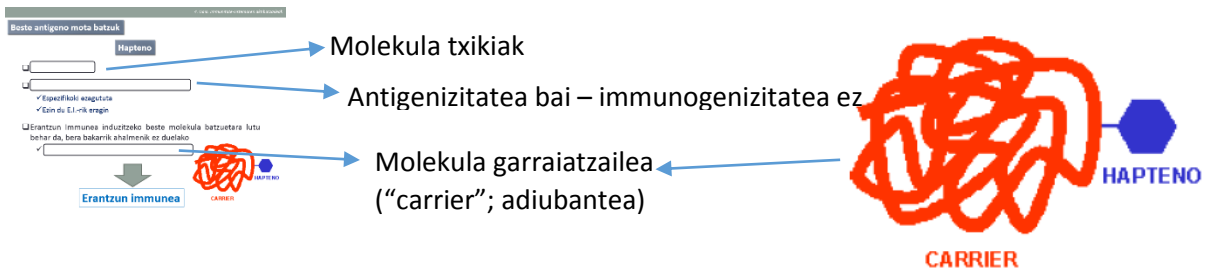 Beste antigeno mota batzuk
Hapteno
Molekula txikiak
Antigenizitatea bai – immunogenizitatea ez
✓Espezifikoki ezagututa
✓Ezin du E.I.-rik eragin
Erantzun Immunea induzitzeko beste molekula batzuetara lutu
behar da, bera bakarrik ahalmenik ez duelako
✓
Molekula garraiatzailea
(“carrier”; adiubantea)
Erantzun immunea
CARRIER
HAPTENO
HAPTENO
CARRIER